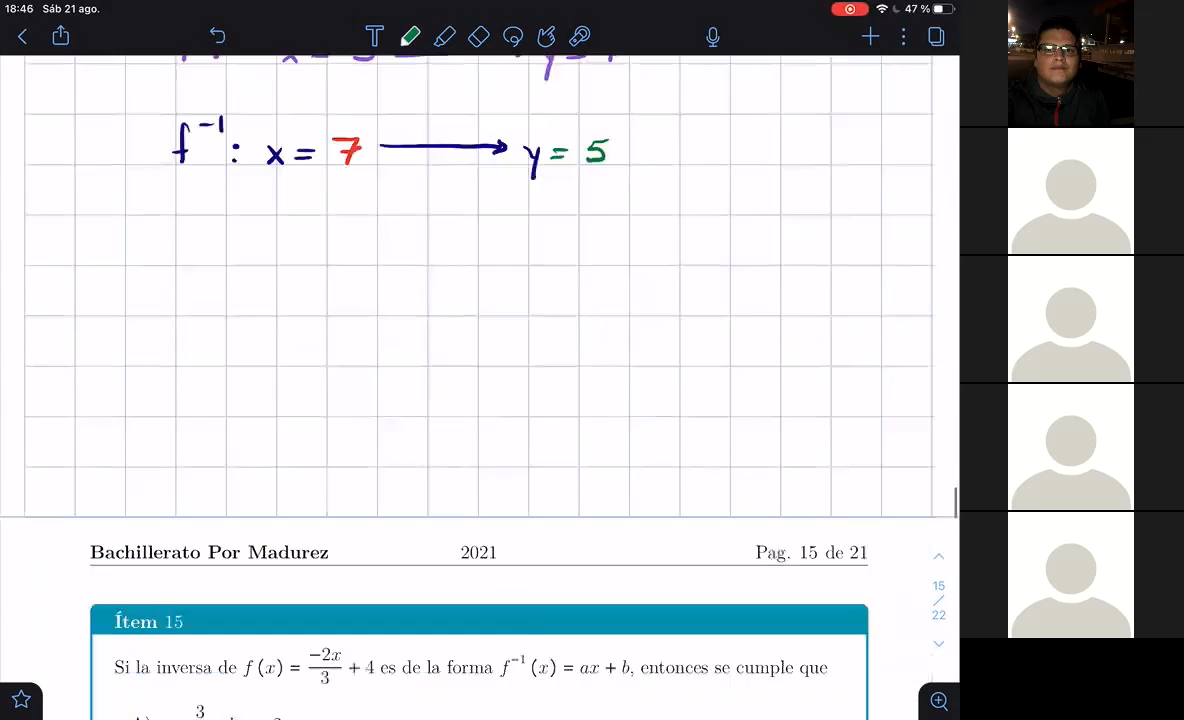 18:46 Sáb 21 ago. 47 %
f⁻¹ : x = 7 ⟶ y = 5
Bachillerato Por Madurez 2021 Pag. 15 de 21
15
/
22
Ítem 15
Si la inversa de f (x) = −2x/3 + 4 es de la forma f⁻¹ (x) = ax + b, entonces se cumple que
3